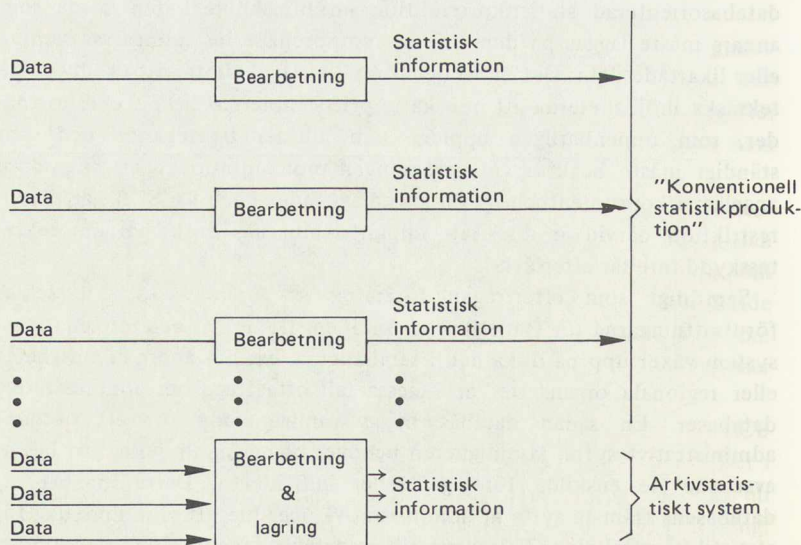 Data
Bearbetning
Statistisk
information
Data
Bearbetning
Statistisk
information
"Konventionell
statistikproduk-
tion"
Data
Bearbetning
Statistisk
information
Data
Data
Data
Bearbetning
&
lagring
Statistisk
information
Arkivstatis-
tiskt system